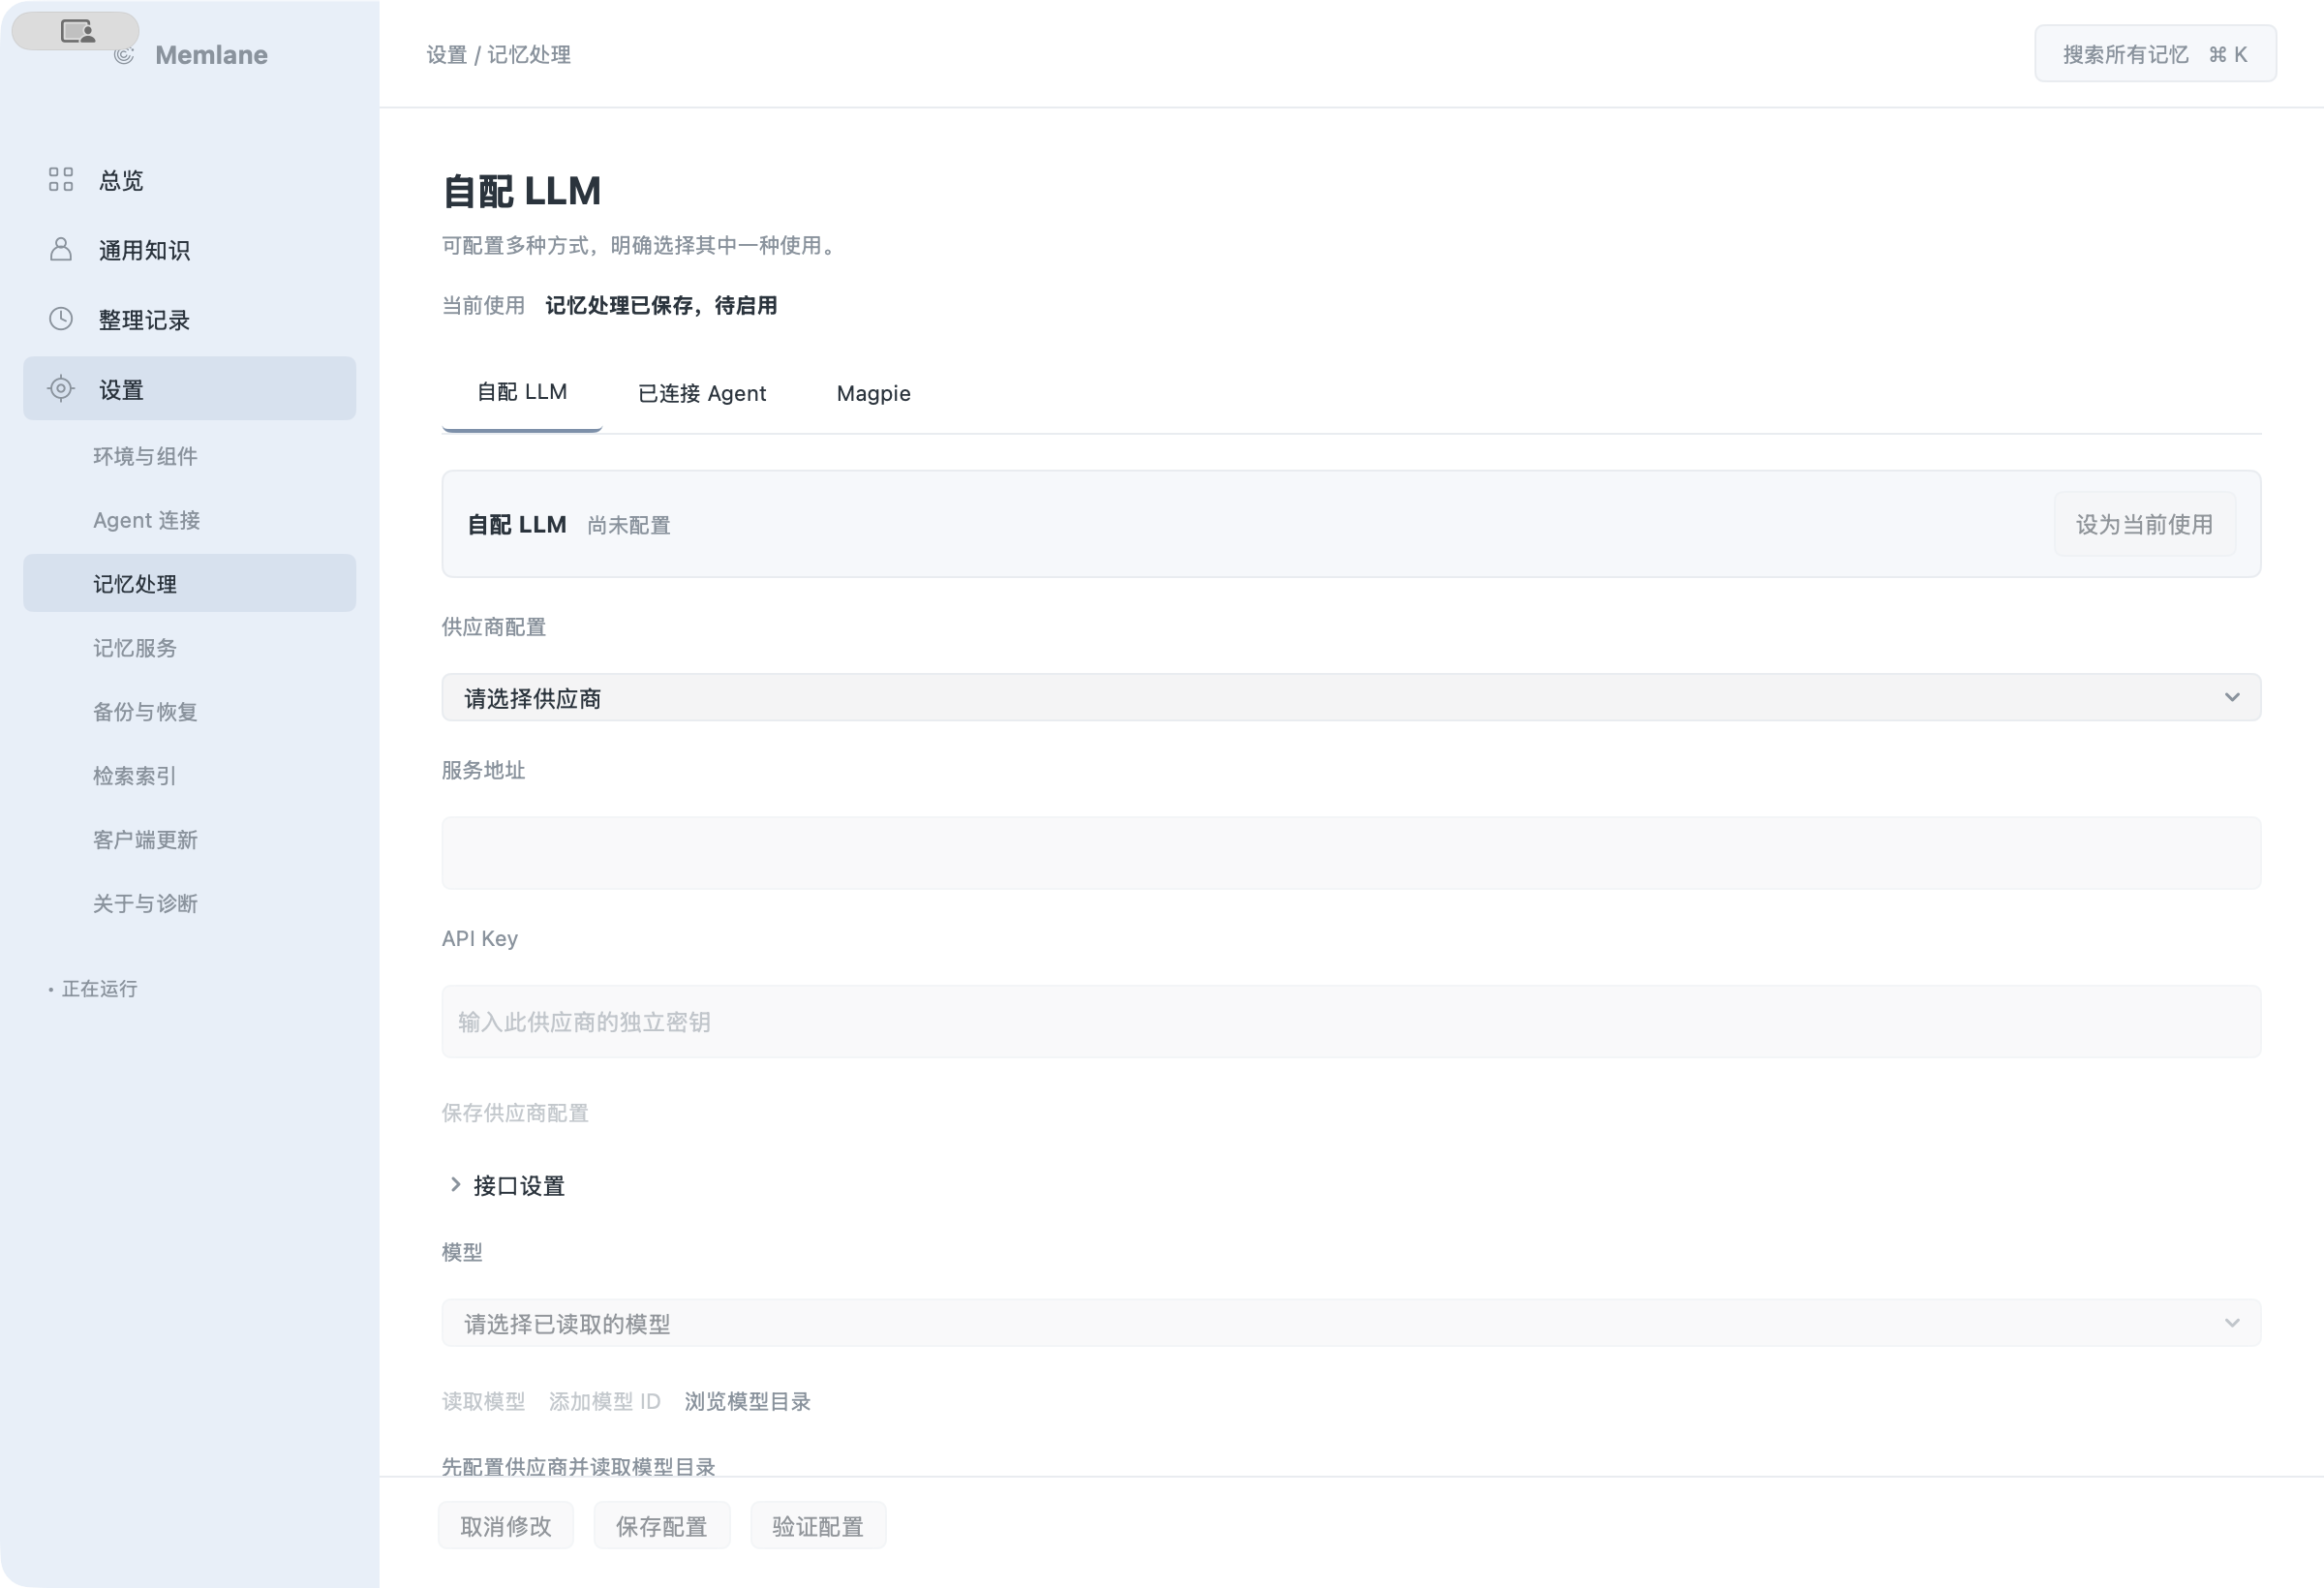 Memlane
设置 / 记忆处理
搜索所有记忆 ⌘ K
总览
通用知识
整理记录
设置
环境与组件
Agent 连接
记忆处理
记忆服务
备份与恢复
检索索引
客户端更新
关于与诊断
• 正在运行
自配 LLM
可配置多种方式，明确选择其中一种使用。
当前使用 记忆处理已保存，待启用
自配 LLM 已连接 Agent Magpie
自配 LLM 尚未配置 设为当前使用
供应商配置
请选择供应商
服务地址
API Key
输入此供应商的独立密钥
保存供应商配置
接口设置
模型
请选择已读取的模型
读取模型 添加模型 ID 浏览模型目录
先配置供应商并读取模型目录
取消修改 保存配置 验证配置